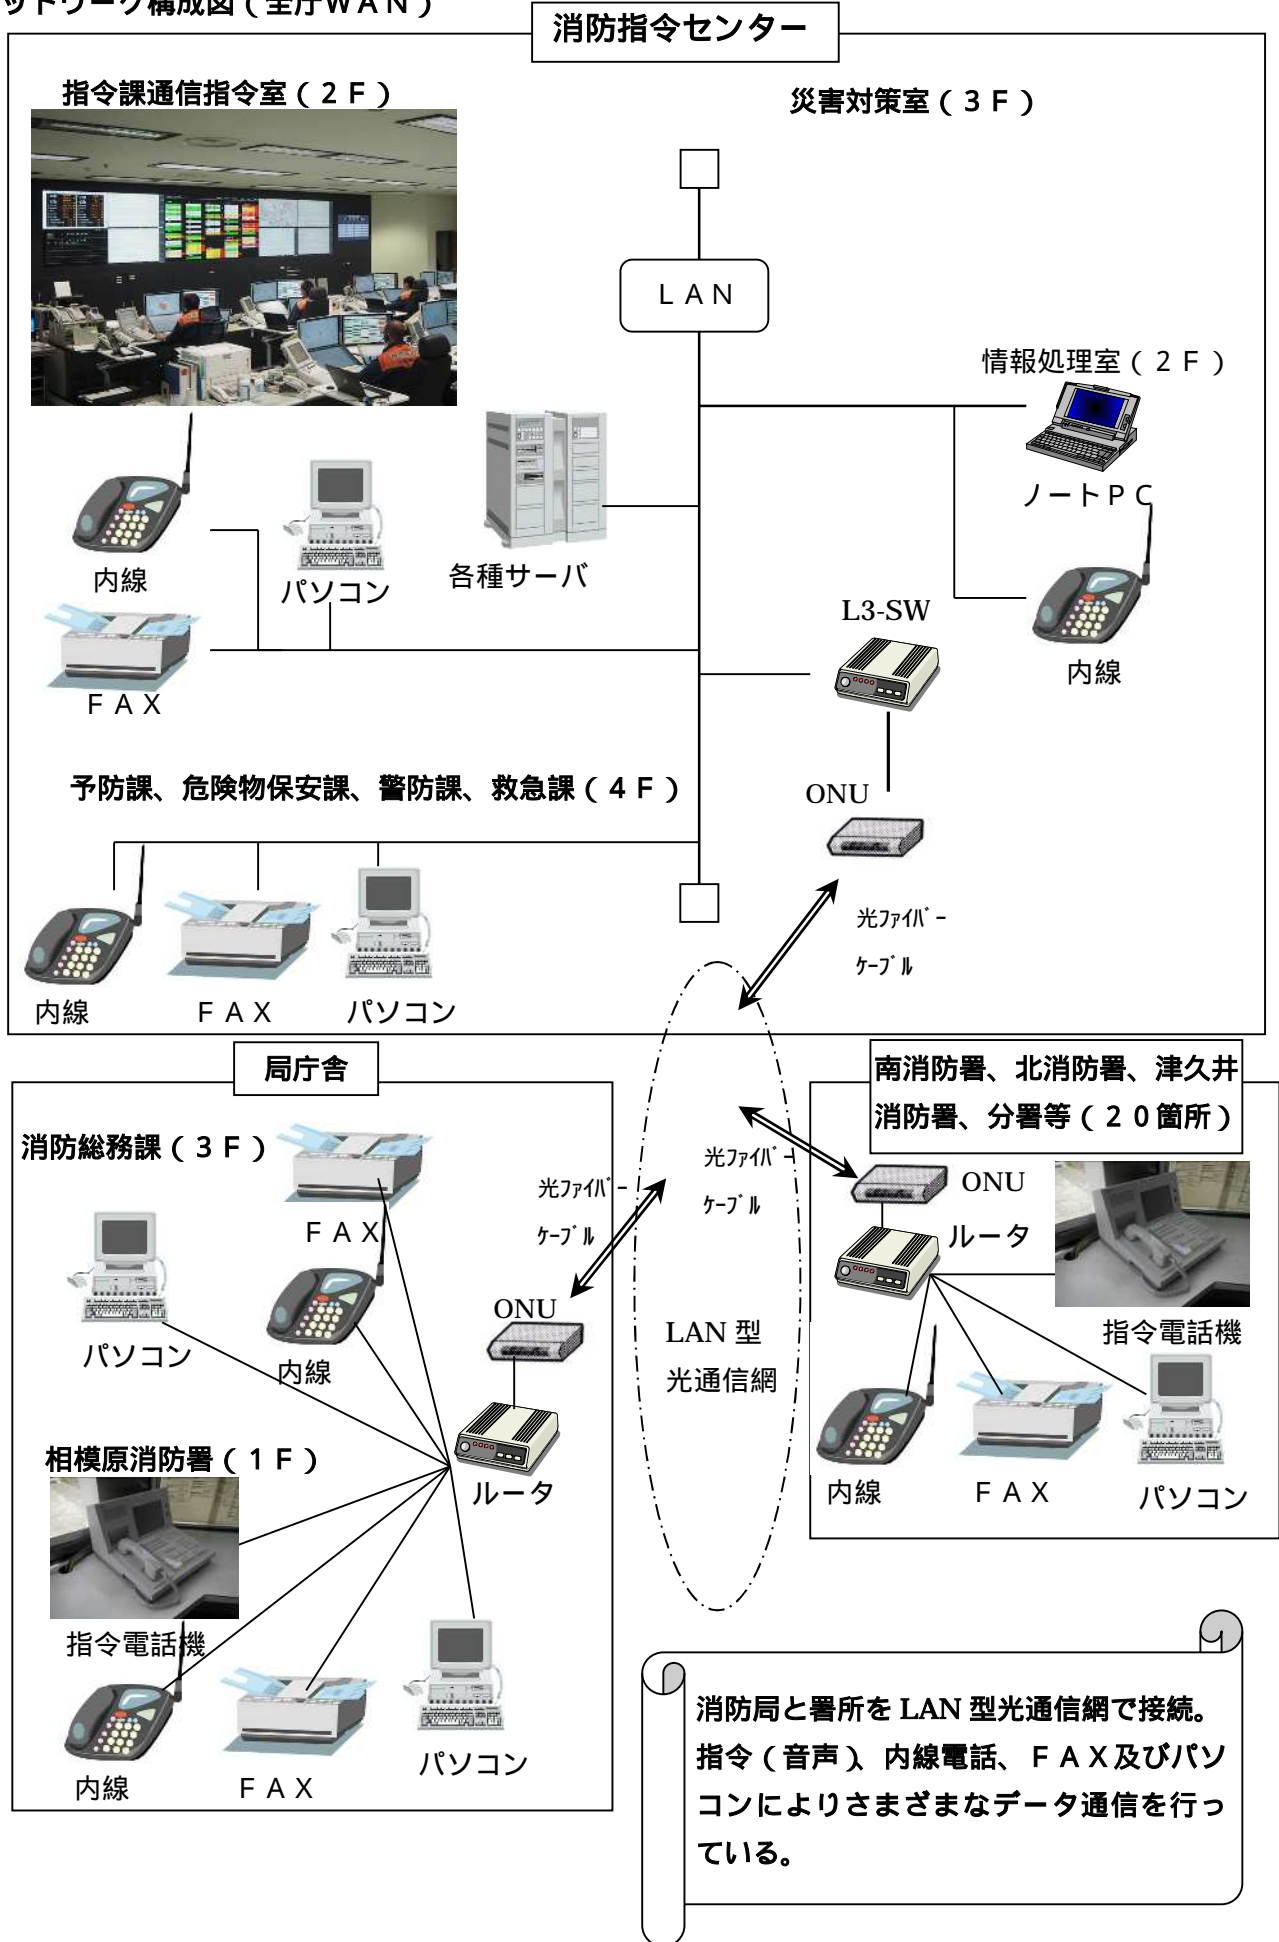 ットワーク構成図（全庁ＷＡＮ）
消防指令センター
指令課通信指令室（２Ｆ）
災害対策室（３Ｆ）
ＬＡＮ
情報処理室（２Ｆ）
ノートＰＣ
内線
パソコン
各種サーバ
L3-SW
内線
ＦＡＸ
予防課、危険物保安課、警防課、救急課（４Ｆ）
ONU
光ﾌｧｲﾊﾞｰ
ｹｰﾌﾞﾙ
内線
ＦＡＸ
パソコン
局庁舎
消防総務課（３Ｆ）
ＦＡＸ
パソコン
内線
光ﾌｧｲﾊﾞｰ
ｹｰﾌﾞﾙ
ONU
ルータ
相模原消防署（１Ｆ）
指令電話機
内線
ＦＡＸ
パソコン
光ﾌｧｲﾊﾞｰ
ｹｰﾌﾞﾙ
LAN 型
光通信網
南消防署、北消防署、津久井
消防署、分署等（２０箇所）
ONU
ルータ
指令電話機
内線
ＦＡＸ
パソコン
消防局と署所を LAN 型光通信網で接続。
指令（音声）、内線電話、ＦＡＸ及びパソ
コンによりさまざまなデータ通信を行っ
ている。